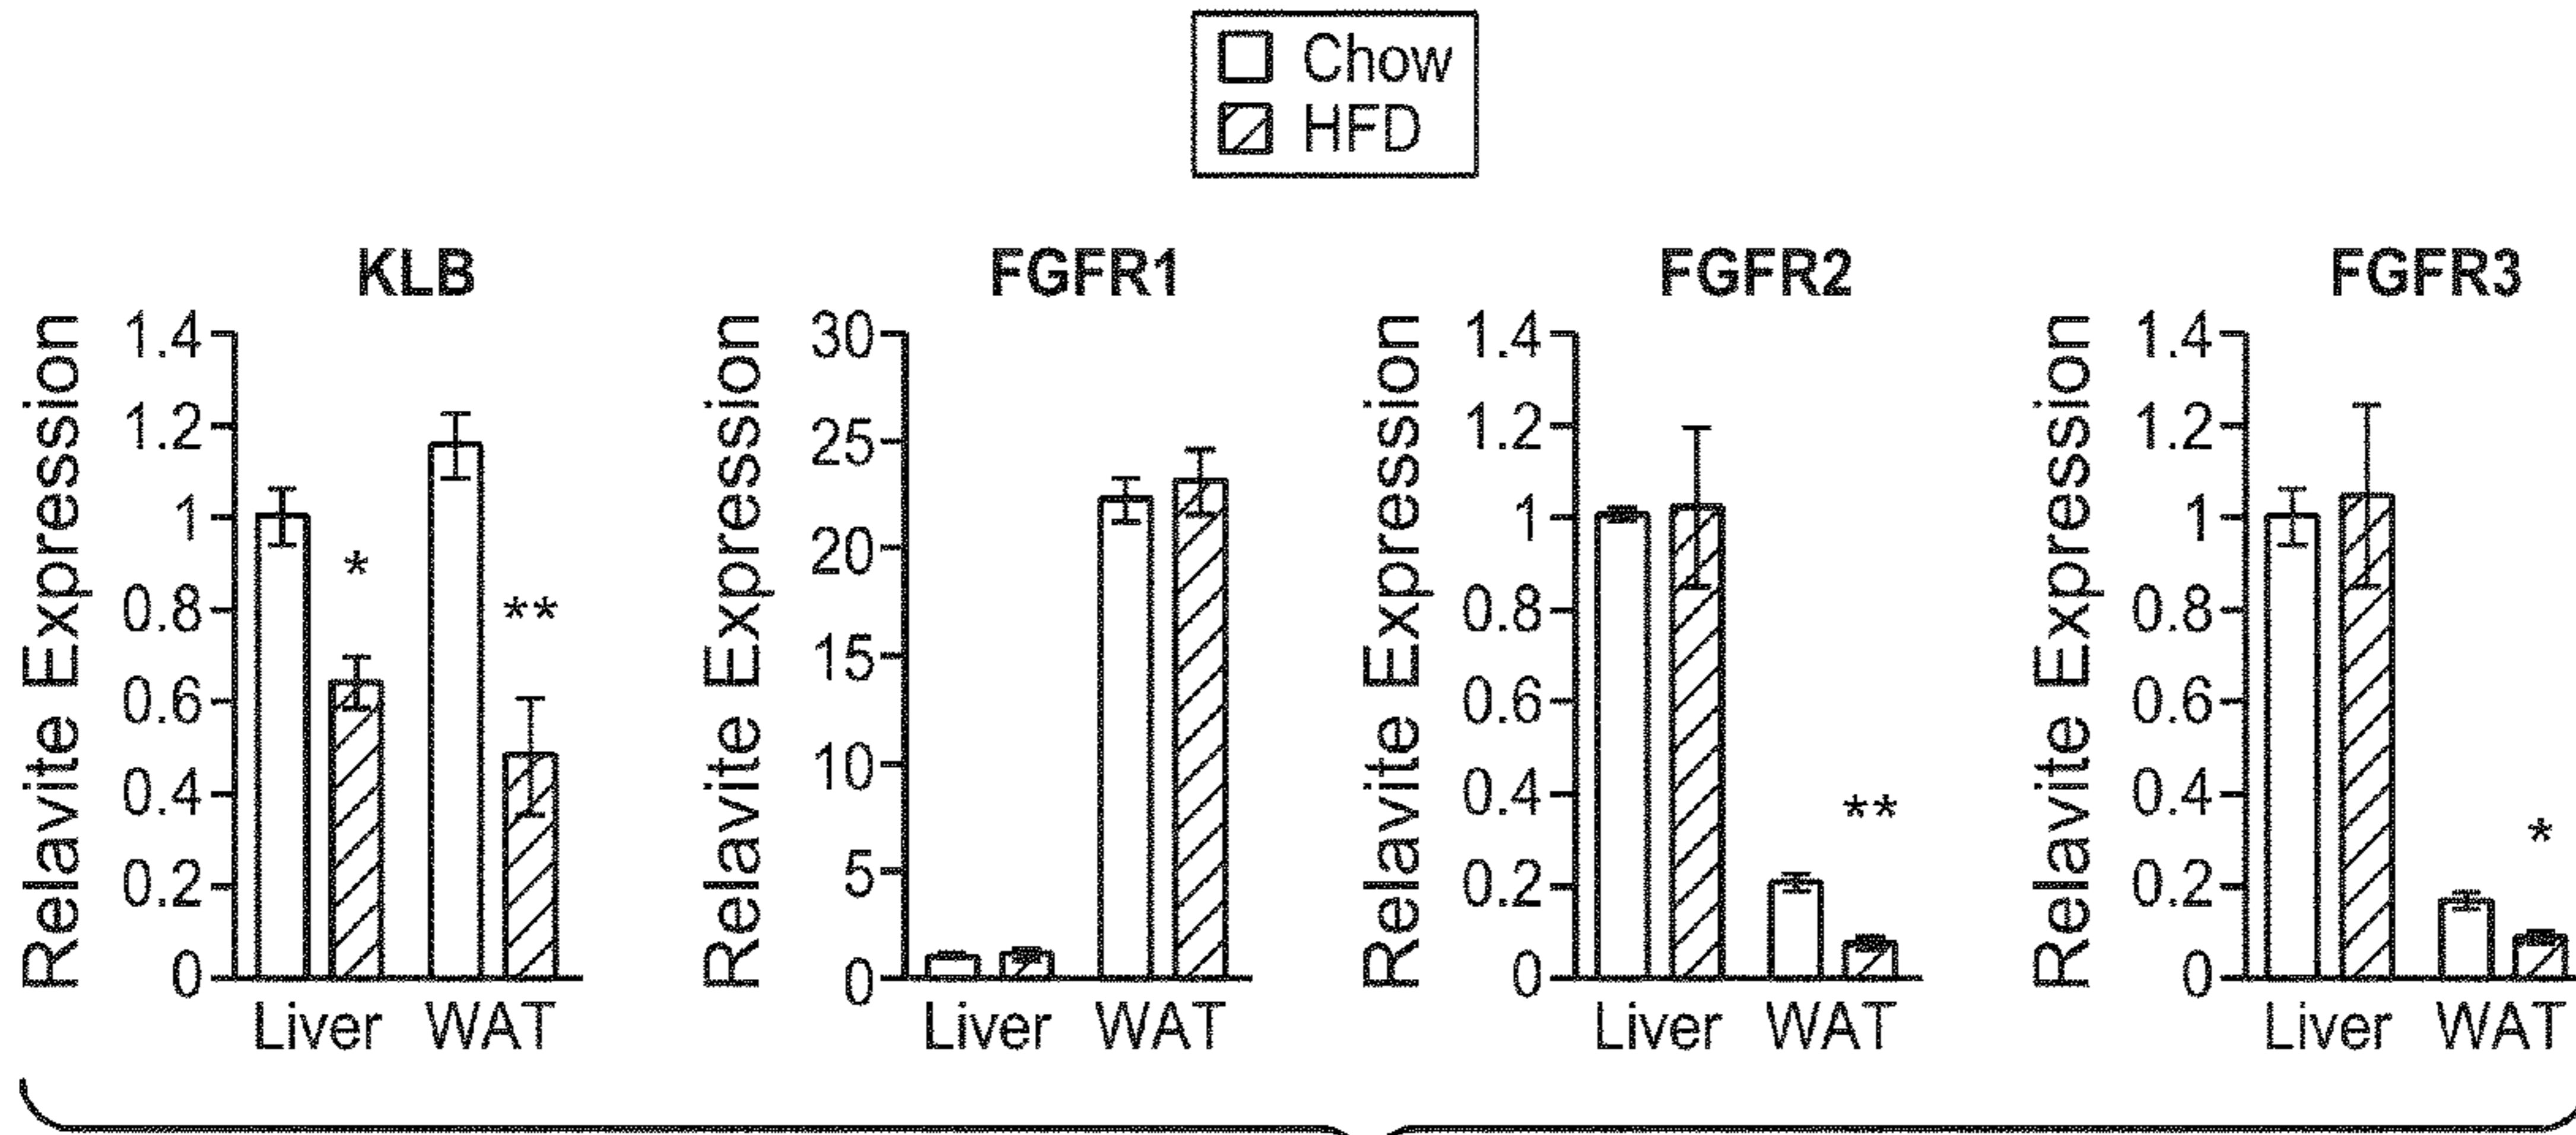 Chow
HFD
KLB
Relavite Expression
1.4
1.2
1
0.8
0.6
0.4
0.2
0
*
**
Liver WAT
FGFR1
Relavite Expression
30
25
20
15
10
5
0
Liver WAT
FGFR2
Relavite Expression
1.4
1.2
1
0.8
0.6
0.4
0.2
0
**
Liver WAT
FGFR3
Relavite Expression
1.4
1.2
1
0.8
0.6
0.4
0.2
0
*
Liver WAT